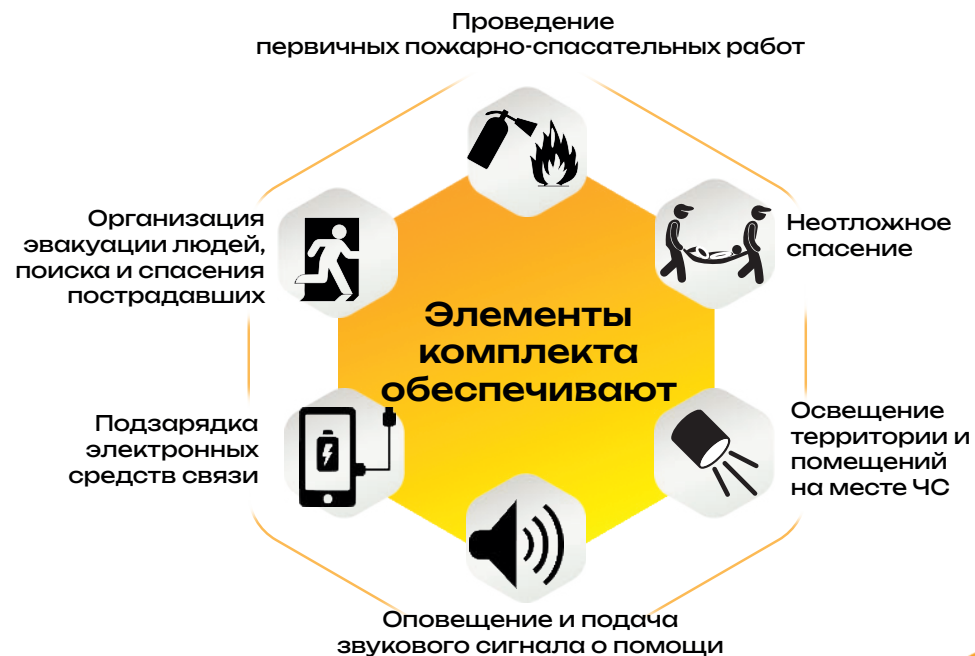 Проведение
первичных пожарно-спасательных работ
Организация
эвакуации людей,
поиска и спасения
пострадавших
Неотложное
спасение
Элементы
комплекта
обеспечивают
Подзарядка
электронных
средств связи
Освещение
территории и
помещений
на месте ЧС
Оповещение и подача
звукового сигнала о помощи